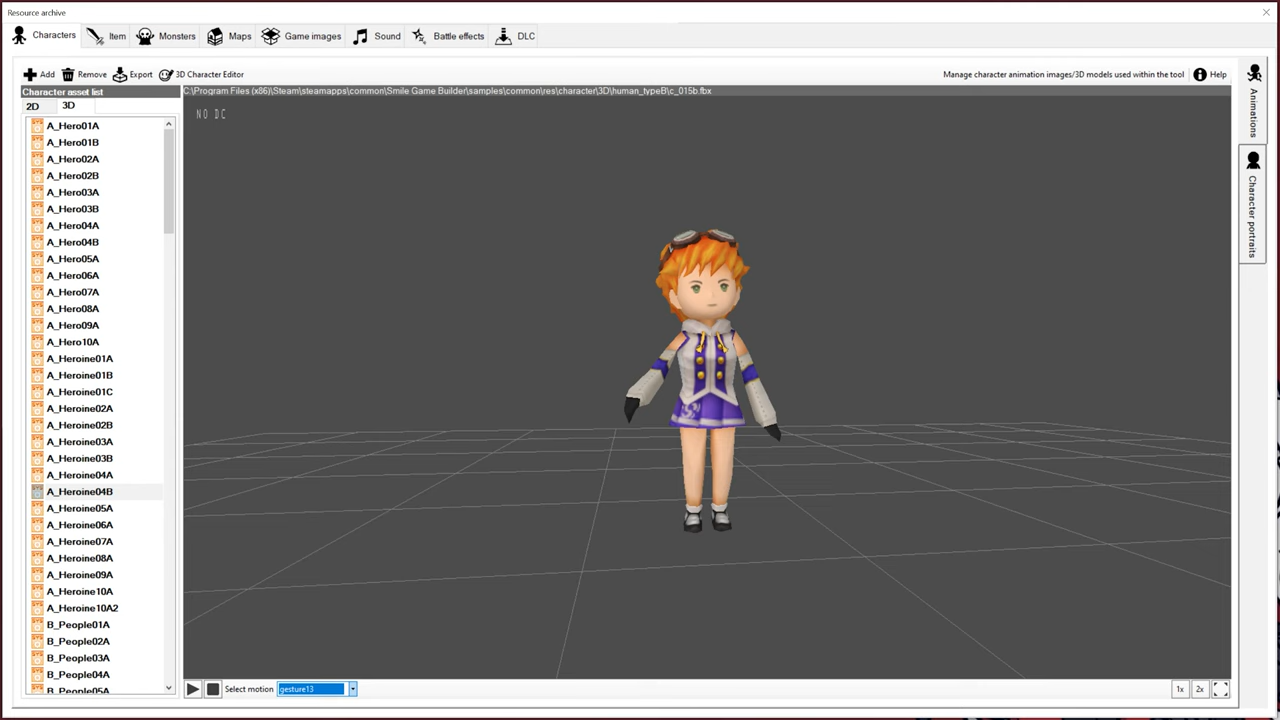 Resource archive
Characters Item Monsters Maps Game images Sound Battle effects DLC
Add Remove Export 3D Character Editor Manage character animation images/3D models used within the tool Help
Character asset list
C:\Program Files (x86)\Steam\steamapps\common\Smile Game Builder\samples\common\res\character\3D\human_typeB\c_015b.fbx
2D 3D
NO DC
A_Hero01A
A_Hero01B
A_Hero02A
A_Hero02B
A_Hero03A
A_Hero03B
A_Hero04A
A_Hero04B
A_Hero05A
A_Hero06A
A_Hero07A
A_Hero08A
A_Hero09A
A_Hero10A
A_Heroine01A
A_Heroine01B
A_Heroine01C
A_Heroine02A
A_Heroine02B
A_Heroine03A
A_Heroine03B
A_Heroine04A
A_Heroine04B
A_Heroine05A
A_Heroine06A
A_Heroine07A
A_Heroine08A
A_Heroine09A
A_Heroine10A
A_Heroine10A2
B_People01A
B_People02A
B_People03A
B_People04A
B_People05A
Select motion gesture13
1x 2x
Animations
Character portraits